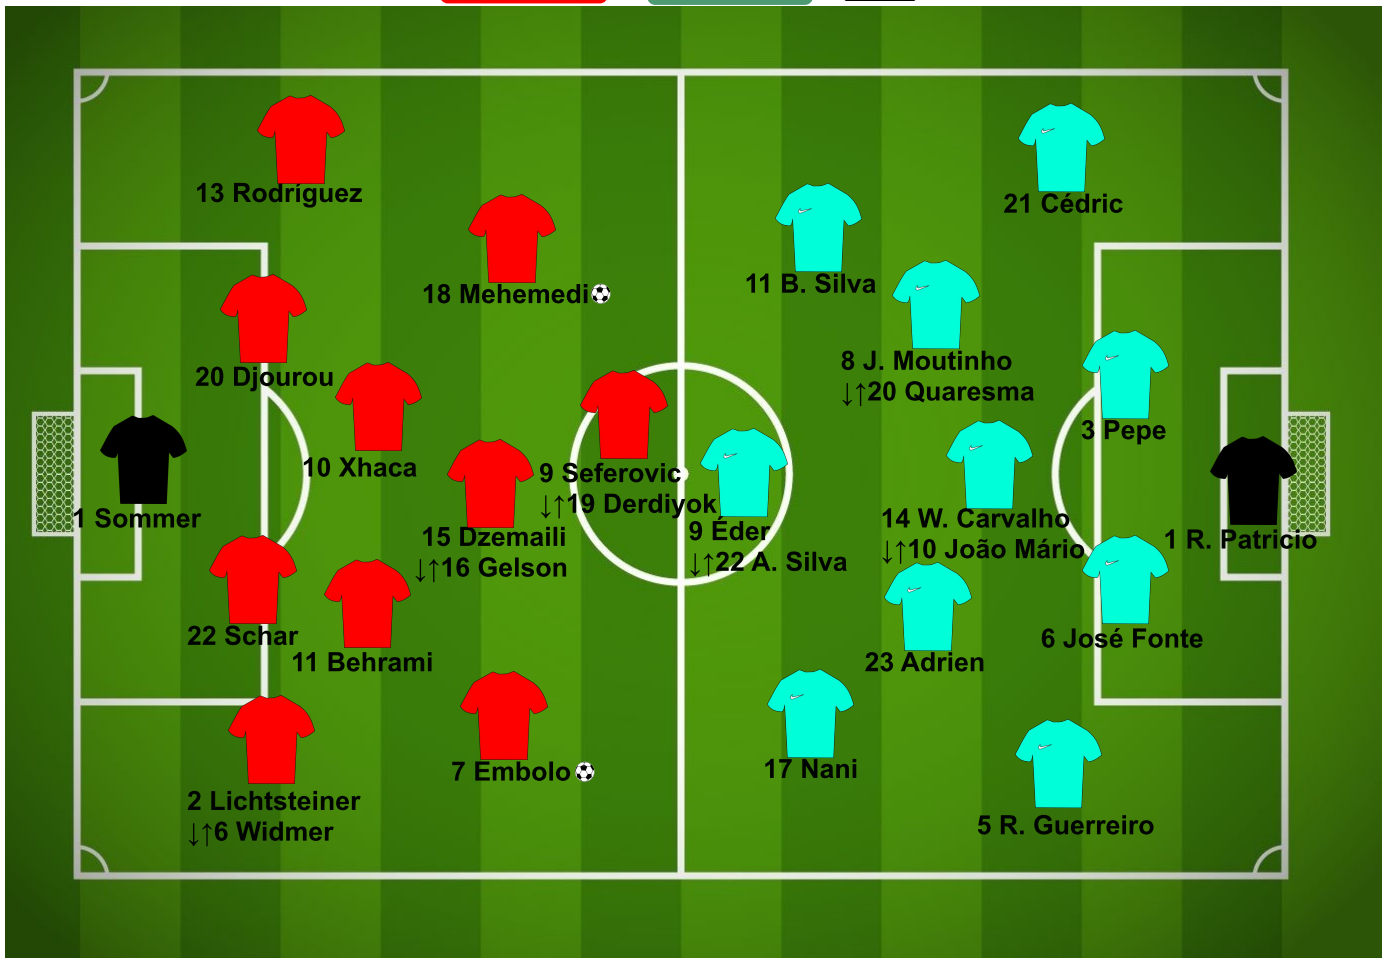 13 Rodríguez
21 Cédric
18 Mehemedi
11 B. Silva
20 Djourou
8 J. Moutinho
↓↑20 Quaresma
3 Pepe
10 Xhaca
9 Seferovic
↓↑19 Derdiyok
1 Sommer
14 W. Carvalho
↓↑10 João Mário
15 Dzemaili
↓↑16 Gelson
9 Éder
↓↑22 A. Silva
1 R. Patricio
22 Schar
6 José Fonte
11 Behrami
23 Adrien
7 Embolo
17 Nani
2 Lichtsteiner
↓↑6 Widmer
5 R. Guerreiro